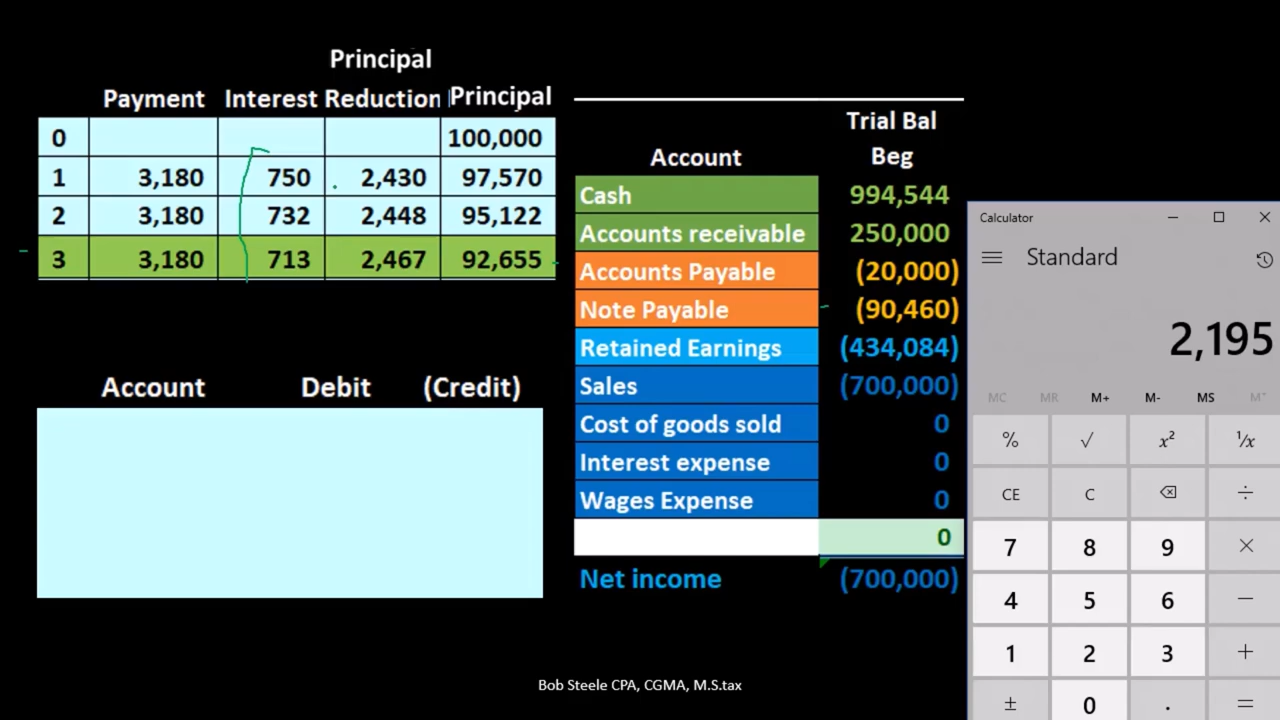 Principal
Payment Interest Reduction Principal
0 100,000
1 3,180 750 2,430 97,570
2 3,180 732 2,448 95,122
3 3,180 713 2,467 92,655
Account Debit (Credit)
Trial Bal
Account Beg
Cash 994,544
Accounts receivable 250,000
Accounts Payable (20,000)
Note Payable (90,460)
Retained Earnings (434,084)
Sales (700,000)
Cost of goods sold 0
Interest expense 0
Wages Expense 0
0
Net income (700,000)
Calculator
Standard
2,195
MC MR M+ M- MS M˅
% √ x² ¹/x
CE C ⌫ ÷
7 8 9 ×
4 5 6 −
1 2 3 +
± 0 . =
Bob Steele CPA, CGMA, M.S.tax